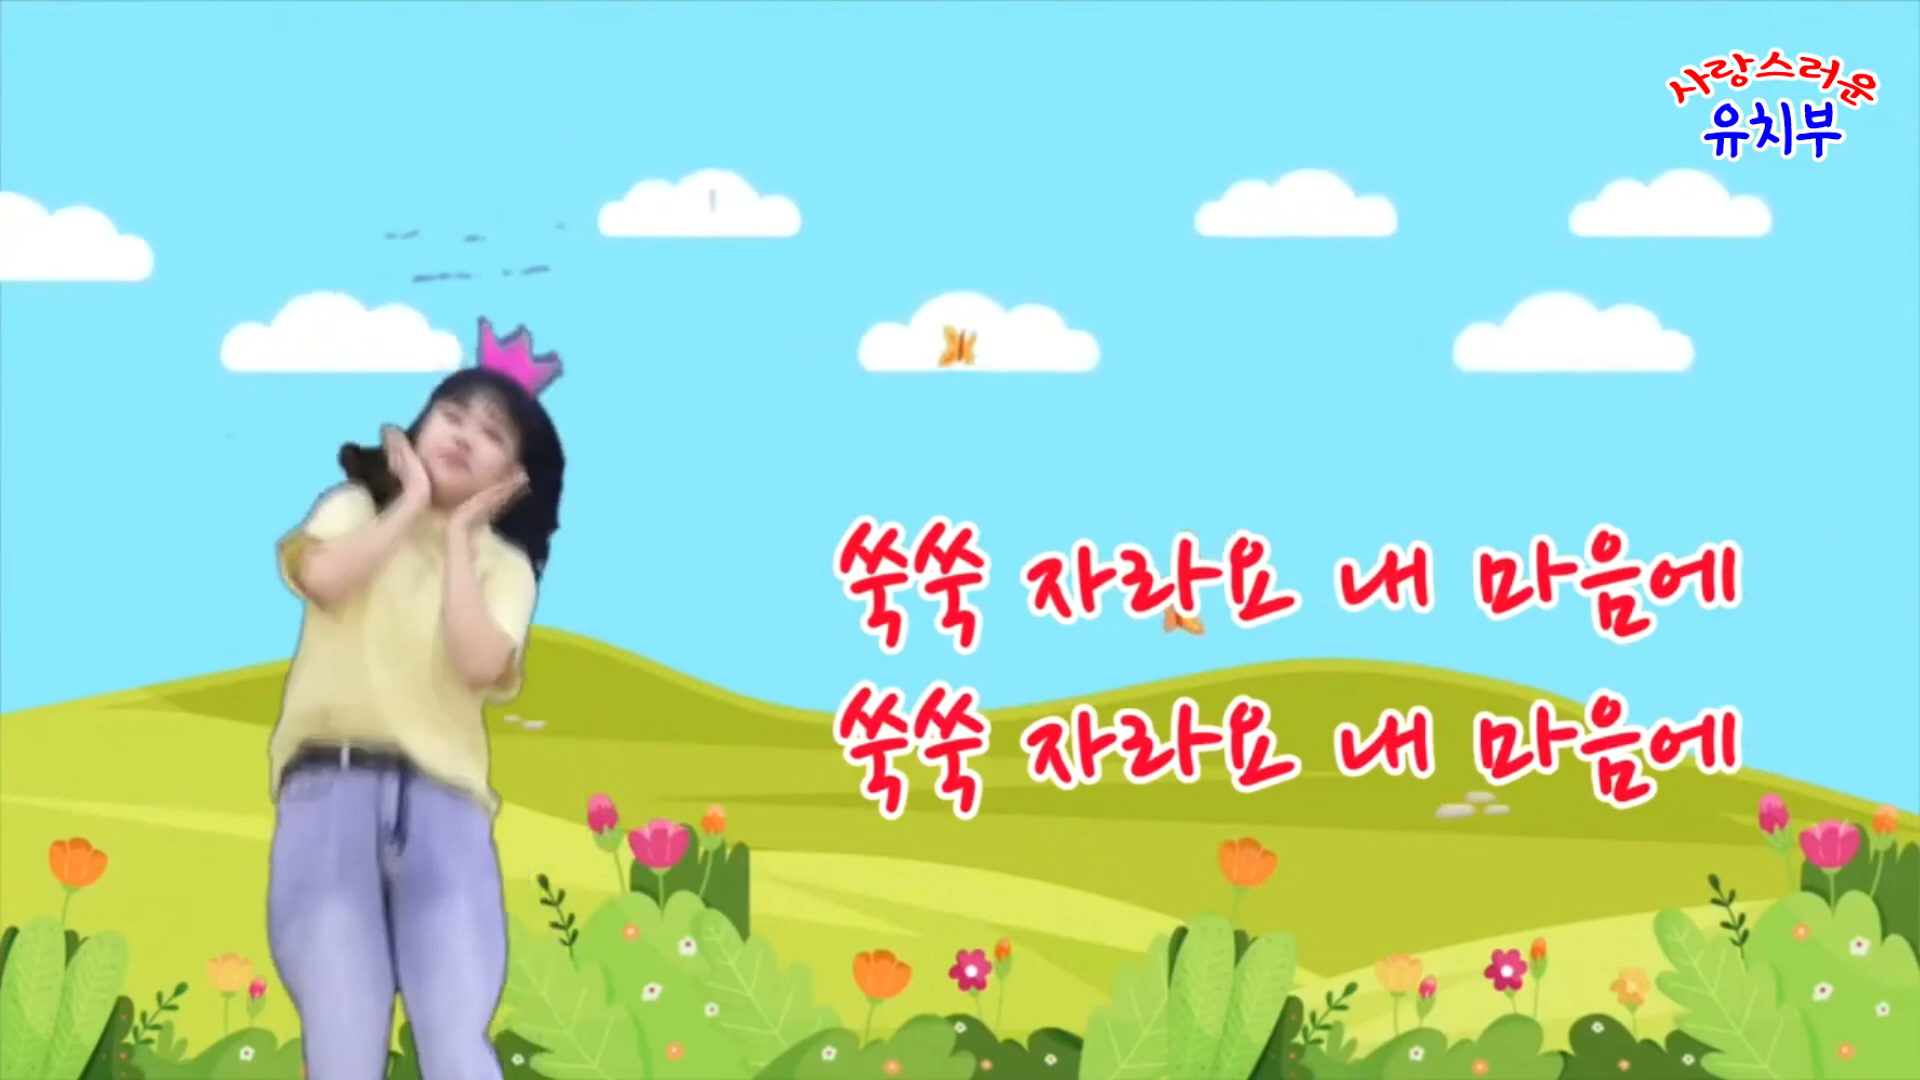 사랑스러운
유치부
쑥쑥 자라요 내 마음에
쑥쑥 자라요 내 마음에